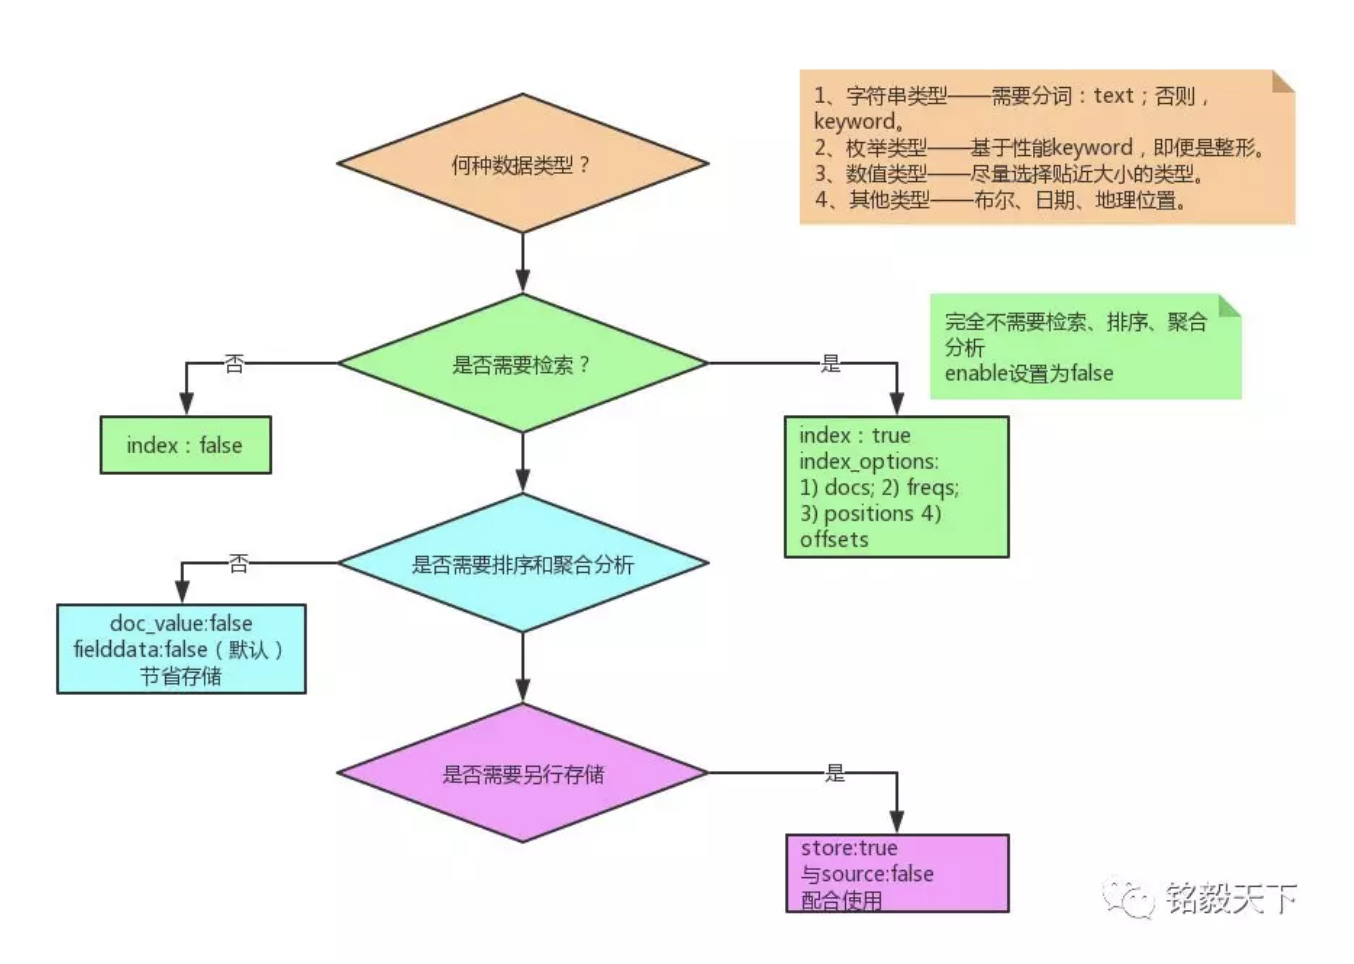 何种数据类型？
1、字符串类型——需要分词：text；否则，
keyword。
2、枚举类型——基于性能keyword，即便是整形。
3、数值类型——尽量选择贴近大小的类型。
4、其他类型——布尔、日期、地理位置。
是否需要检索？
否
是
完全不需要检索、排序、聚合
分析
enable设置为false
index：false
index：true
index_options:
1) docs; 2) freqs;
3) positions 4)
offsets
是否需要排序和聚合分析
否
doc_value:false
fielddata:false（默认）
节省存储
是否需要另行存储
是
store:true
与source:false
配合使用
铭毅天下